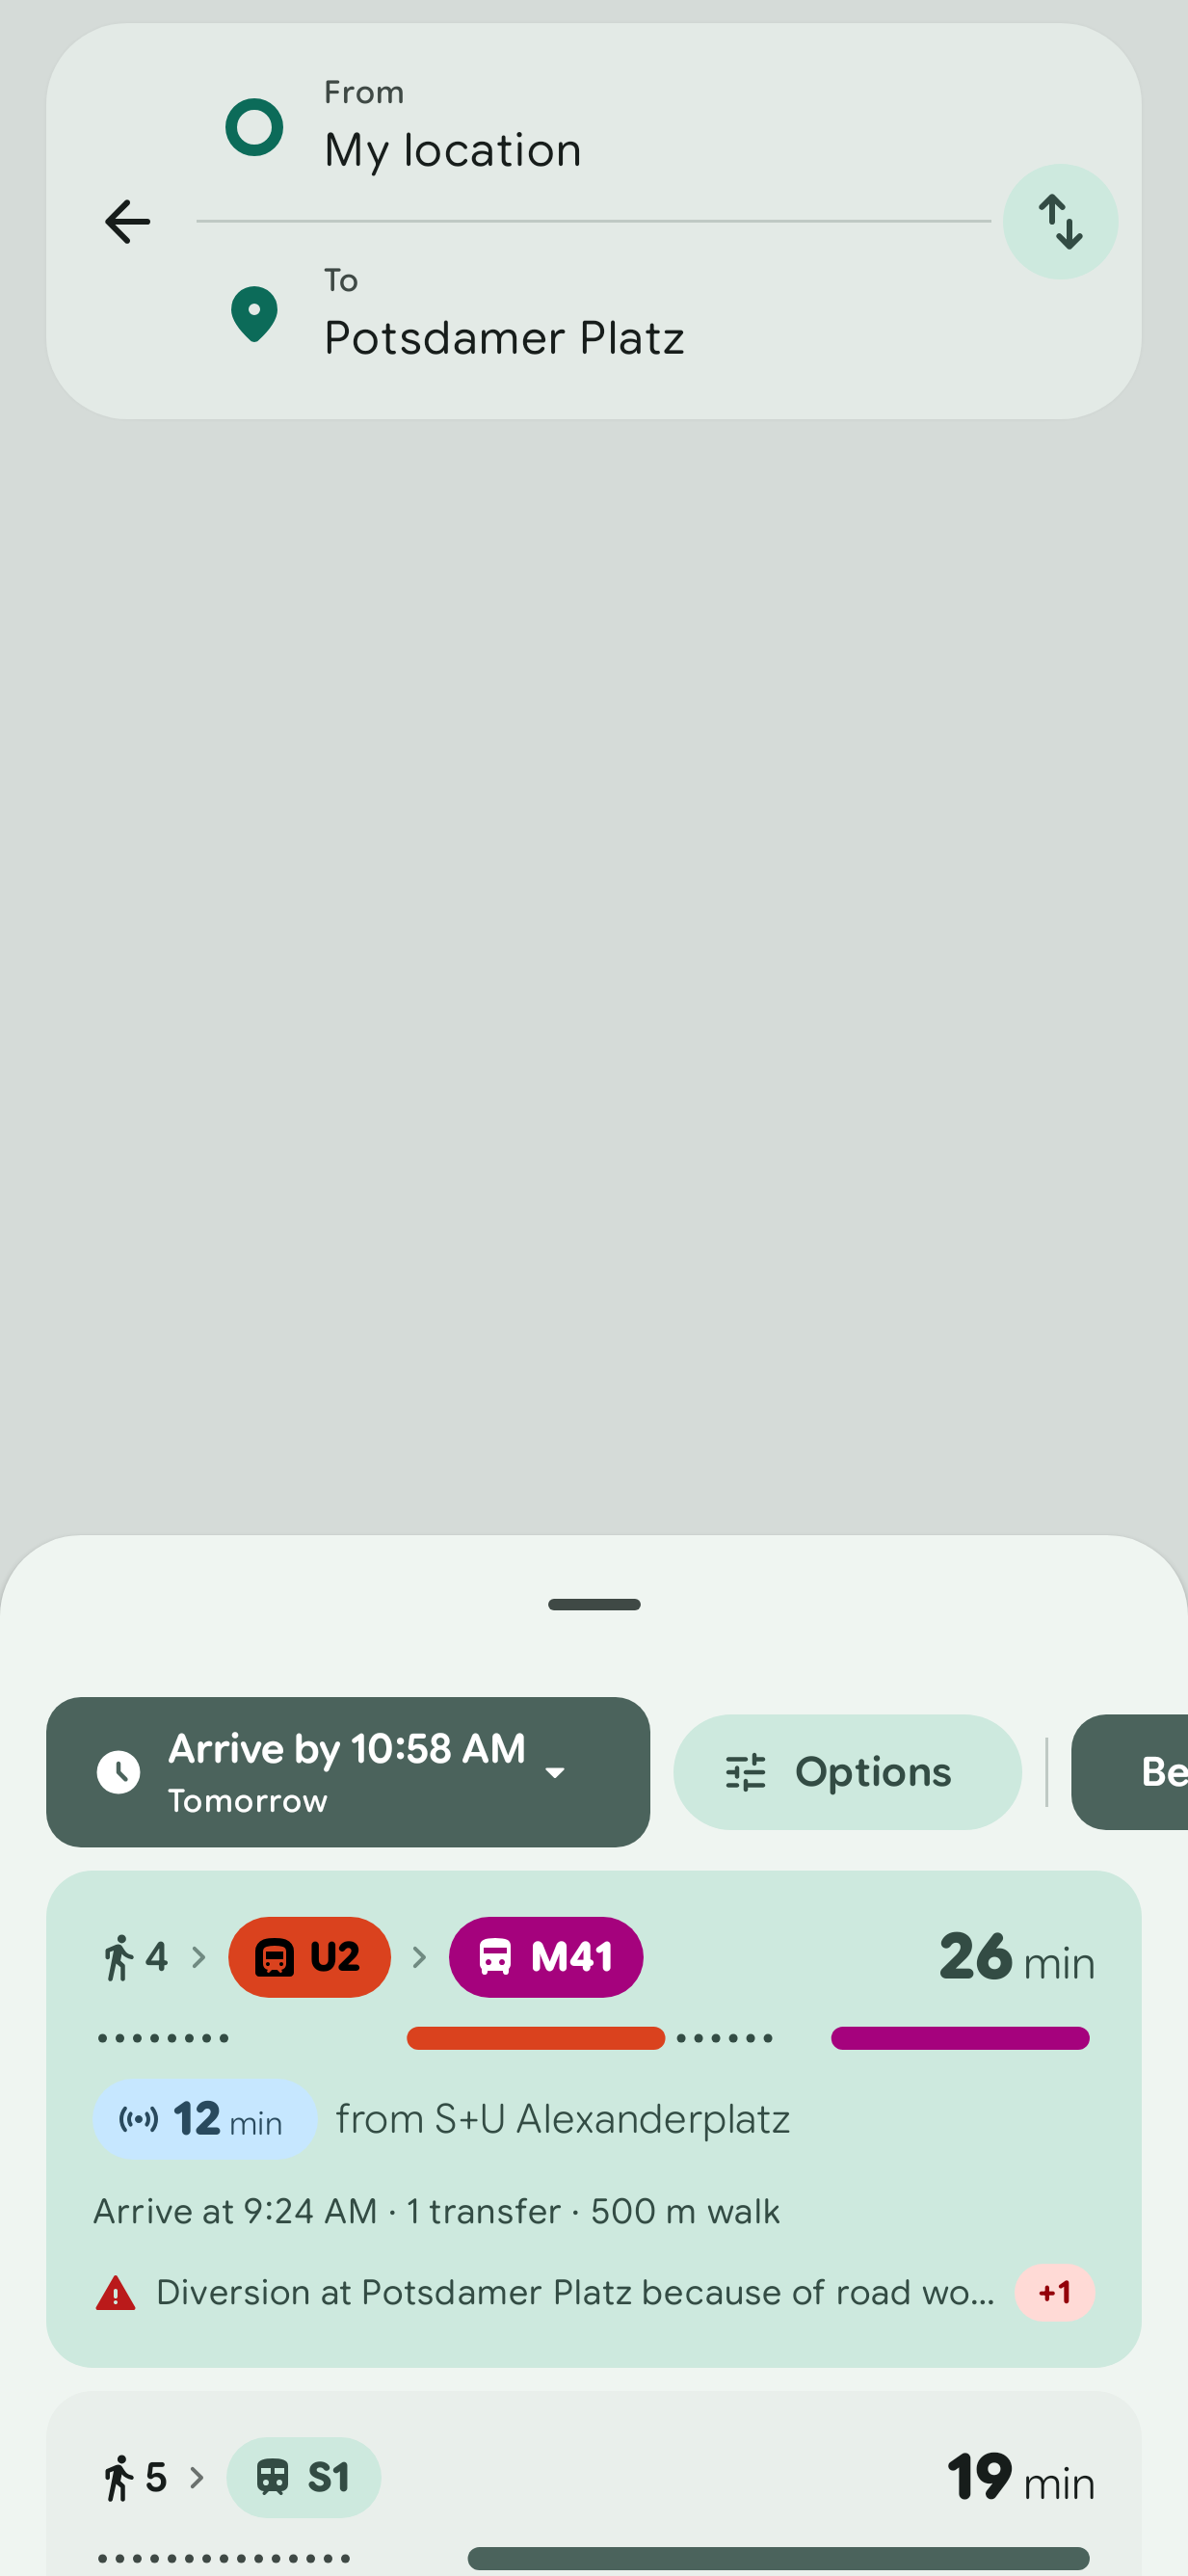 From
My location
To
Potsdamer Platz
Arrive by 10:58 AM
Tomorrow
Options
Be
4 U2 M41 26 min
12 min from S+U Alexanderplatz
Arrive at 9:24 AM · 1 transfer · 500 m walk
Diversion at Potsdamer Platz because of road wo... +1
5 S1 19 min